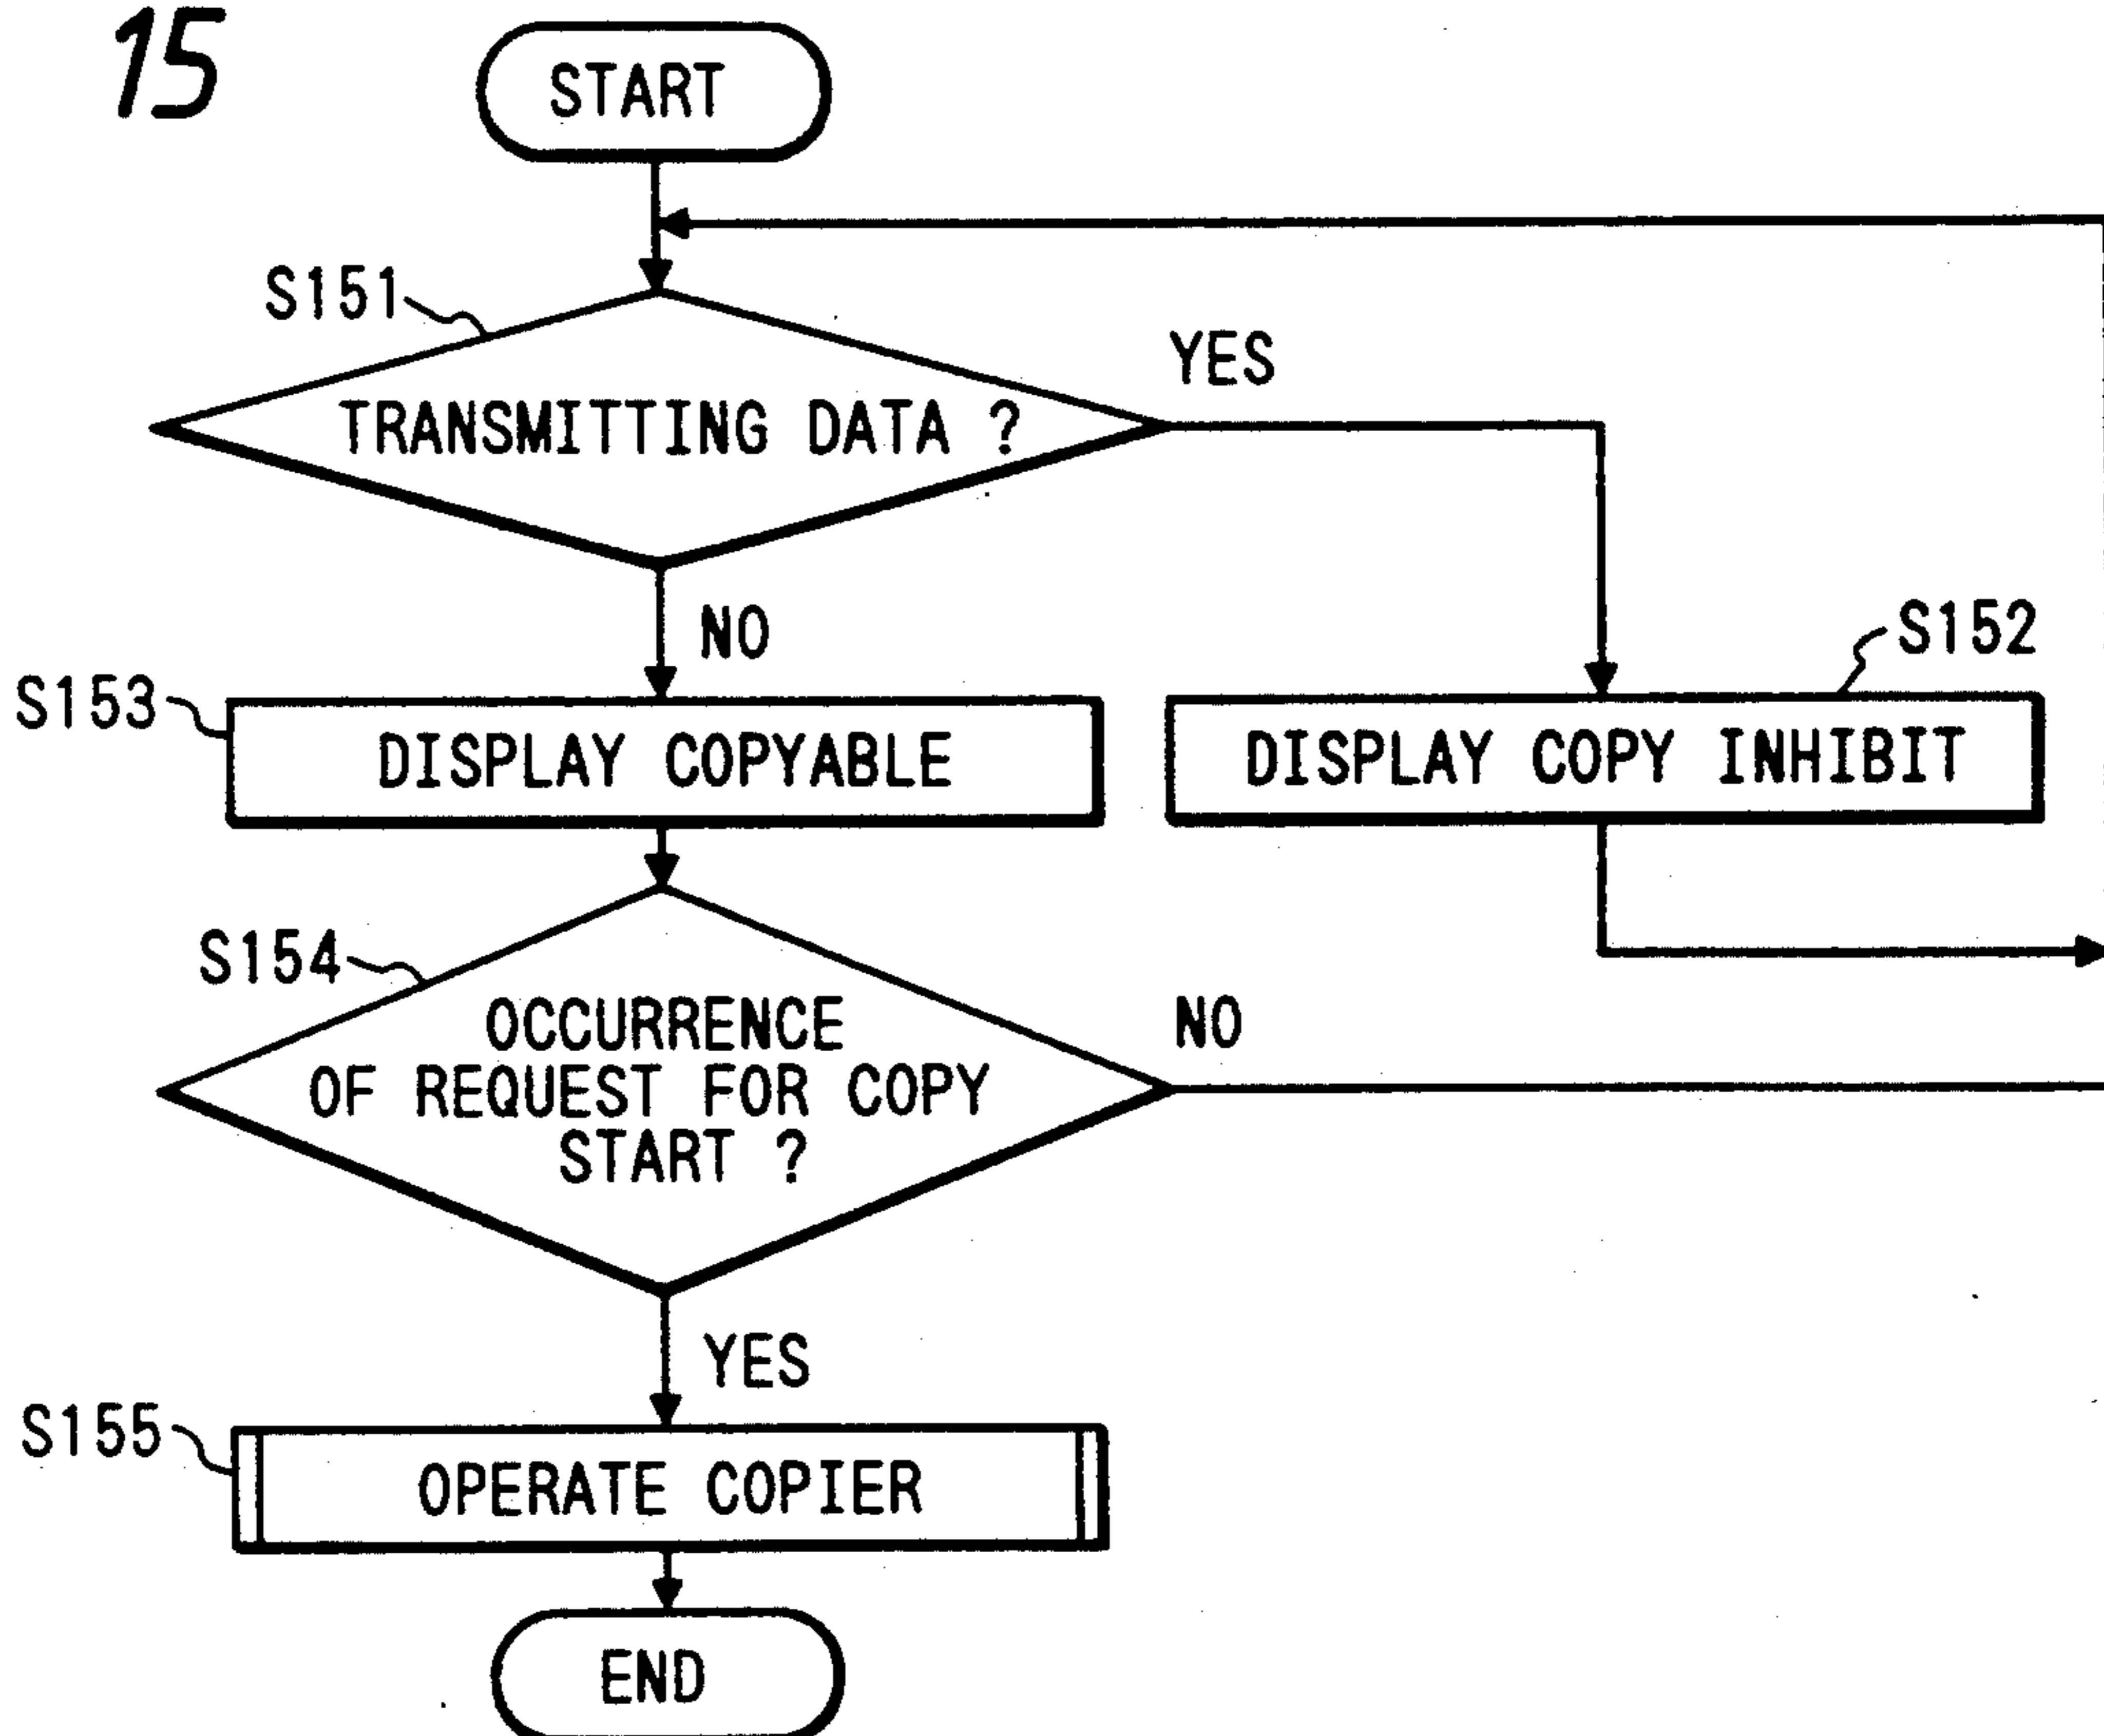 15
START
S151
YES
TRANSMITTING DATA ?
NO
S152
S153
DISPLAY COPYABLE
DISPLAY COPY INHIBIT
S154
NO
OCCURRENCE
OF REQUEST FOR COPY
START ?
YES
S155
OPERATE COPIER
END